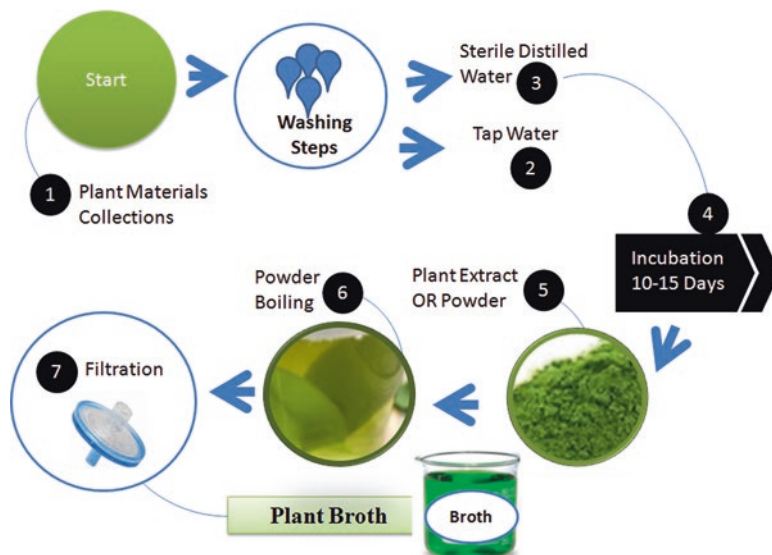 Start
Washing
Steps
Sterile Distilled
Water
3
Tap Water
2
1
Plant Materials
Collections
4
Incubation
10-15 Days
Plant Extract
OR Powder
5
Powder
Boiling
6
7
Filtration
Plant Broth
Broth